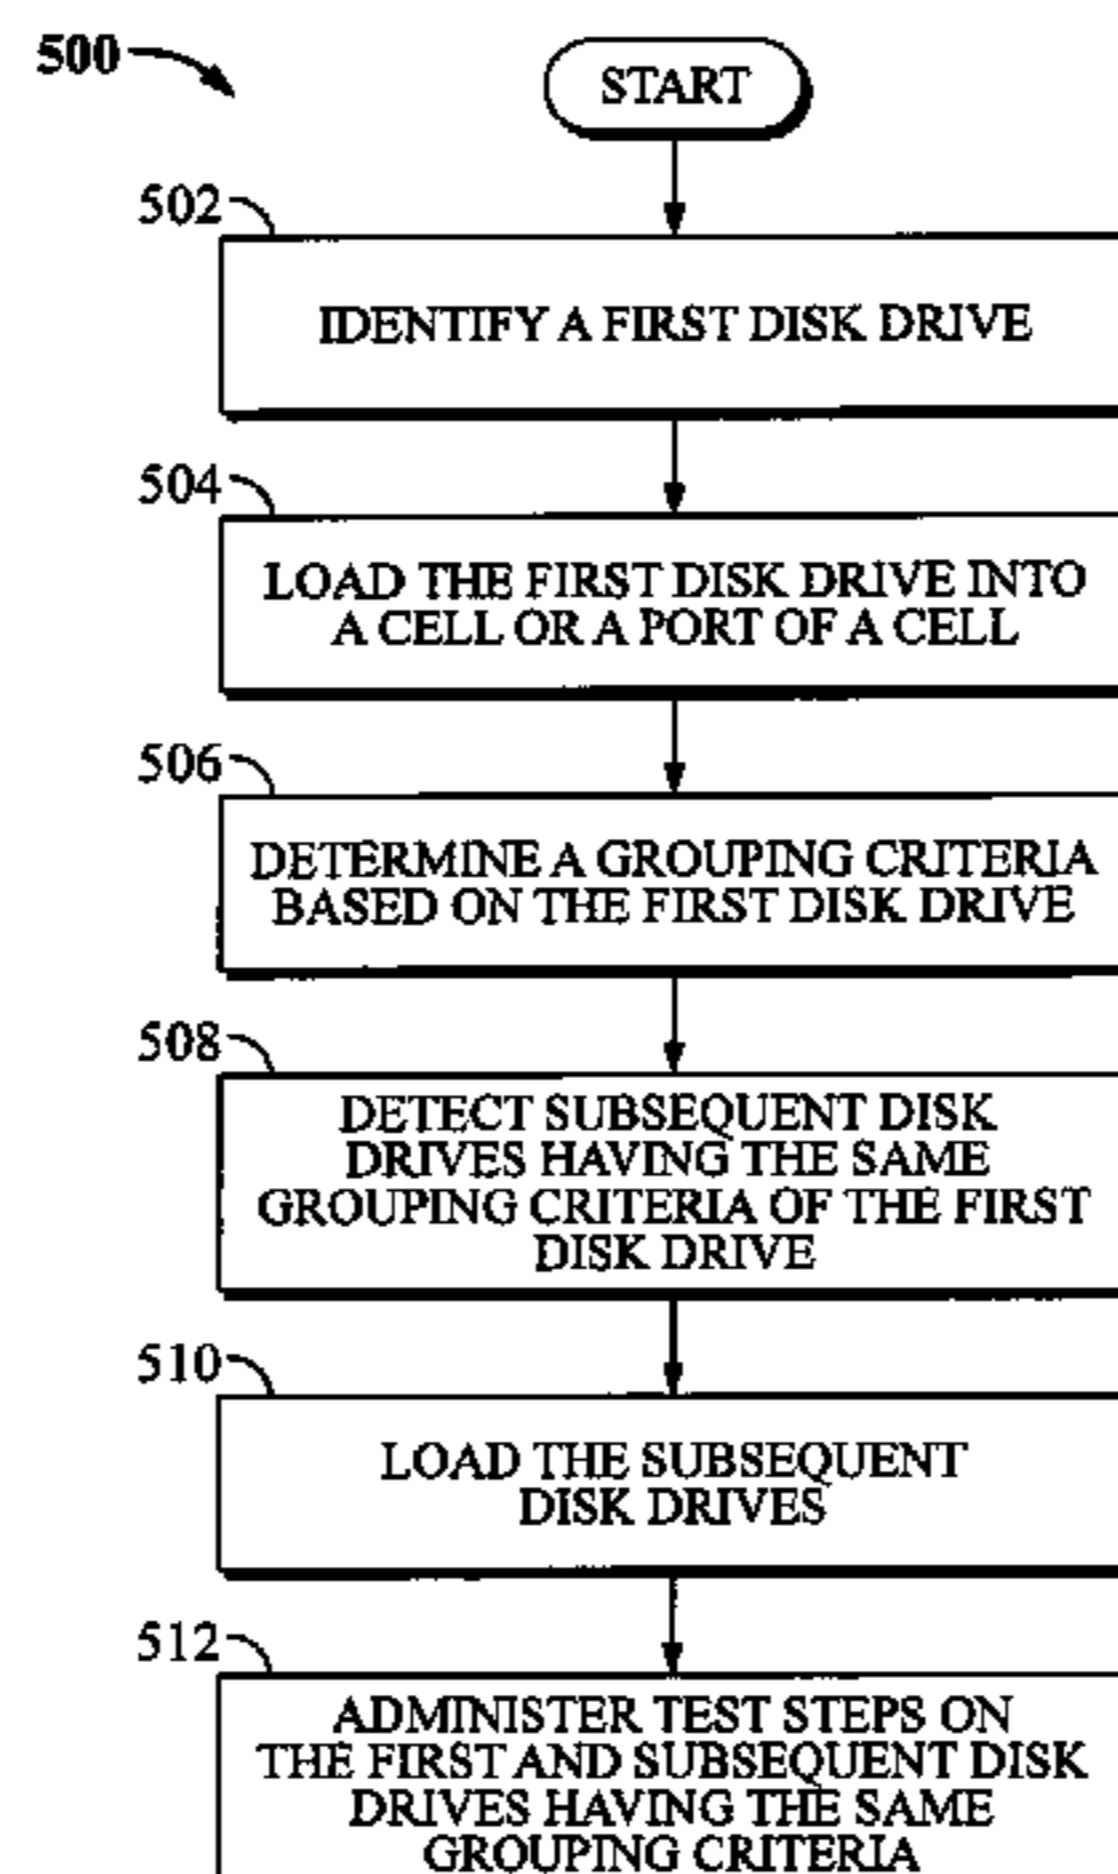 500
START
502
IDENTIFY A FIRST DISK DRIVE
504
LOAD THE FIRST DISK DRIVE INTO
A CELL OR A PORT OF A CELL
506
DETERMINE A GROUPING CRITERIA
BASED ON THE FIRST DISK DRIVE
508
DETECT SUBSEQUENT DISK
DRIVES HAVING THE SAME
GROUPING CRITERIA OF THE FIRST
DISK DRIVE
510
LOAD THE SUBSEQUENT
DISK DRIVES
512
ADMINISTER TEST STEPS ON
THE FIRST AND SUBSEQUENT DISK
DRIVES HAVING THE SAME
GROUPING CRITERIA